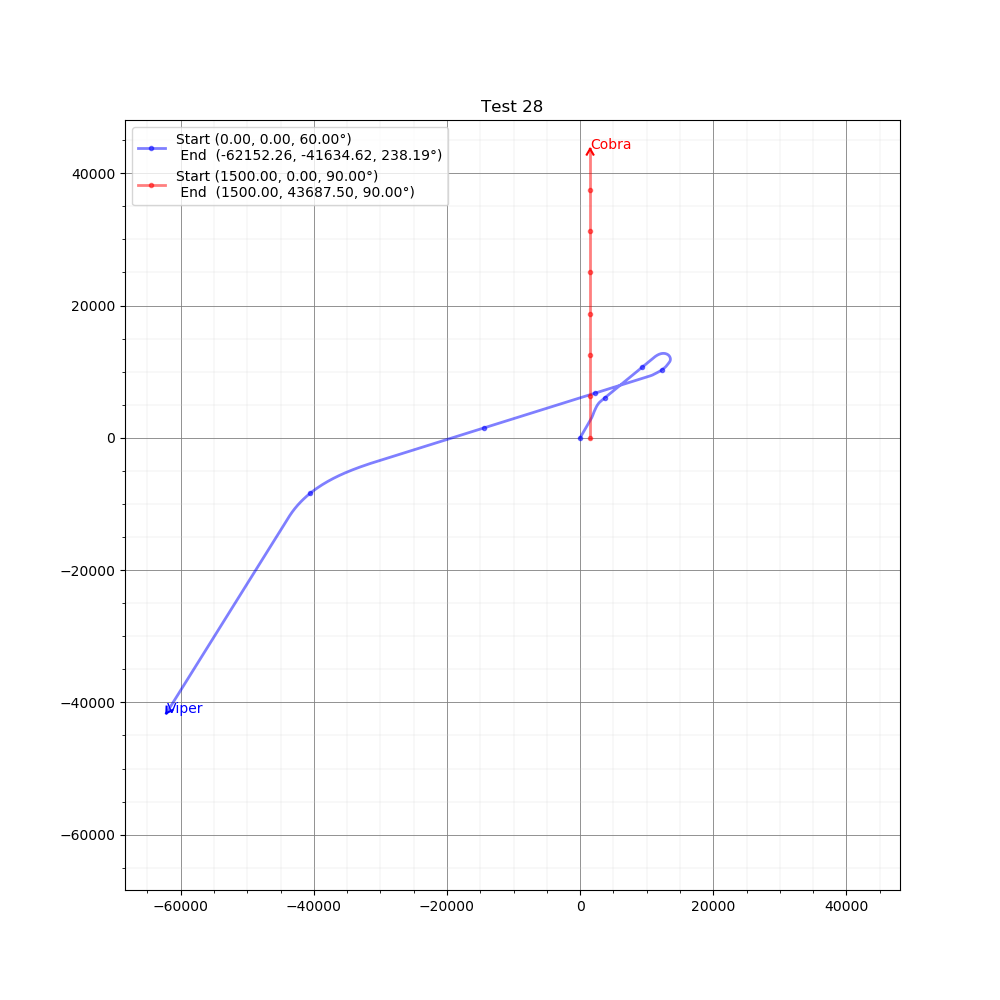 Test 28
Start (0.00, 0.00, 60.00°)
End  (-62152.26, -41634.62, 238.19°)
Start (1500.00, 0.00, 90.00°)
End  (1500.00, 43687.50, 90.00°)
Cobra
40000
20000
0
−20000
Viper
−40000
−60000
−60000 −40000 −20000 0 20000 40000